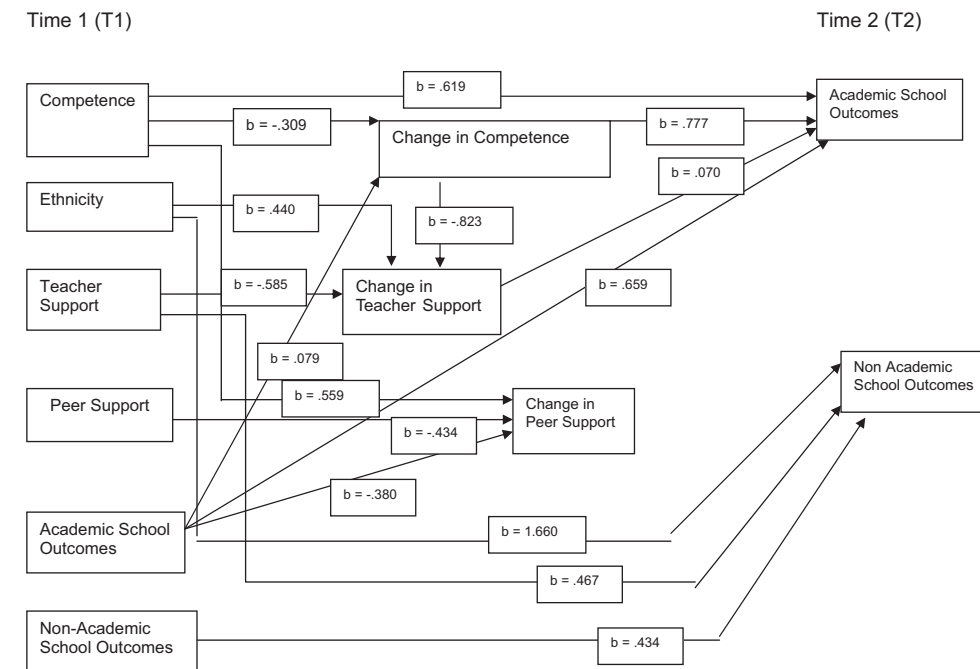 Time 1 (T1)
Time 2 (T2)
b = .619
Competence
Academic School
Outcomes
b = -.309
b = .777
Change in Competence
b = .070
Ethnicity
b = .440
b = -.823
Teacher
Support
b = -.585
Change in
Teacher Support
b = .659
b = .079
Non Academic
School Outcomes
b = .559
Peer Support
Change in
Peer Support
b = -.434
b = -.380
Academic School
Outcomes
b = 1.660
b = .467
Non-Academic
School Outcomes
b = .434